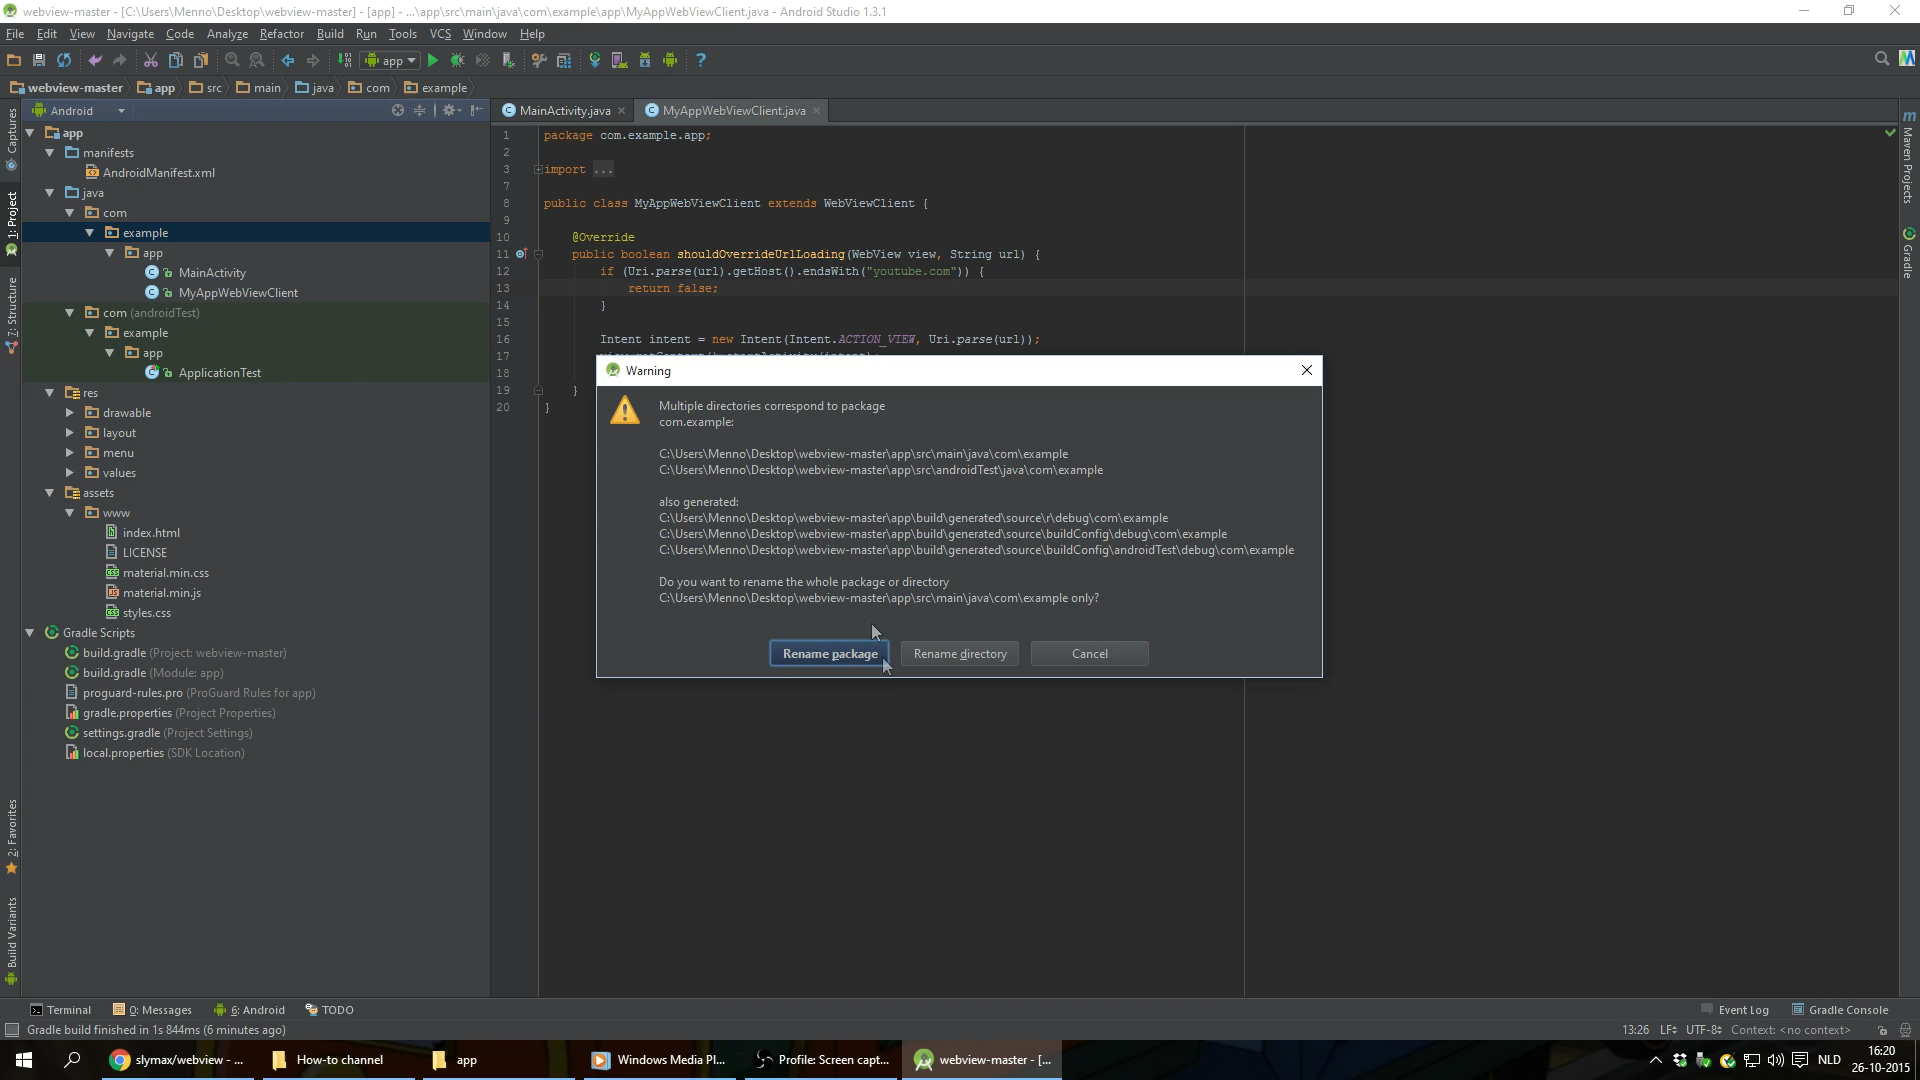 webview-master - [C:\Users\Menno\Desktop\webview-master] - [app] - ...\app\src\main\java\com\example\app\MyAppWebViewClient.java - Android Studio 1.3.1
File Edit View Navigate Code Analyze Refactor Build Run Tools VCS Window Help
app
webview-master app src main java com example
Android
MainActivity.java MyAppWebViewClient.java
Captures
1: Project
7: Structure
2: Favorites
Build Variants
app
manifests
AndroidManifest.xml
java
com
example
app
MainActivity
MyAppWebViewClient
com (androidTest)
example
app
ApplicationTest
res
drawable
layout
menu
values
assets
www
index.html
LICENSE
material.min.css
material.min.js
styles.css
Gradle Scripts
build.gradle (Project: webview-master)
build.gradle (Module: app)
proguard-rules.pro (ProGuard Rules for app)
gradle.properties (Project Properties)
settings.gradle (Project Settings)
local.properties (SDK Location)
1 package com.example.app;
2
3 import ...
7
8 public class MyAppWebViewClient extends WebViewClient {
9
10 @Override
11 public boolean shouldOverrideUrlLoading(WebView view, String url) {
12 if (Uri.parse(url).getHost().endsWith("youtube.com")) {
13 return false;
14 }
15
16 Intent intent = new Intent(Intent.ACTION_VIEW, Uri.parse(url));
17
18
19 }
20 }
Warning
Multiple directories correspond to package
com.example:
C:\Users\Menno\Desktop\webview-master\app\src\main\java\com\example
C:\Users\Menno\Desktop\webview-master\app\src\androidTest\java\com\example
also generated:
C:\Users\Menno\Desktop\webview-master\app\build\generated\source\r\debug\com\example
C:\Users\Menno\Desktop\webview-master\app\build\generated\source\buildConfig\debug\com\example
C:\Users\Menno\Desktop\webview-master\app\build\generated\source\buildConfig\androidTest\debug\com\example
Do you want to rename the whole package or directory
C:\Users\Menno\Desktop\webview-master\app\src\main\java\com\example only?
Rename package Rename directory Cancel
m Maven Projects
Gradle
Terminal 0: Messages 6: Android TODO Event Log Gradle Console
Gradle build finished in 1s 844ms (6 minutes ago) 13:26 LF÷ UTF-8÷ Context: <no context>
slymax/webview - ... How-to channel app Windows Media Pl... Profile: Screen capt... webview-master - [... NLD 16:20
26-10-2015